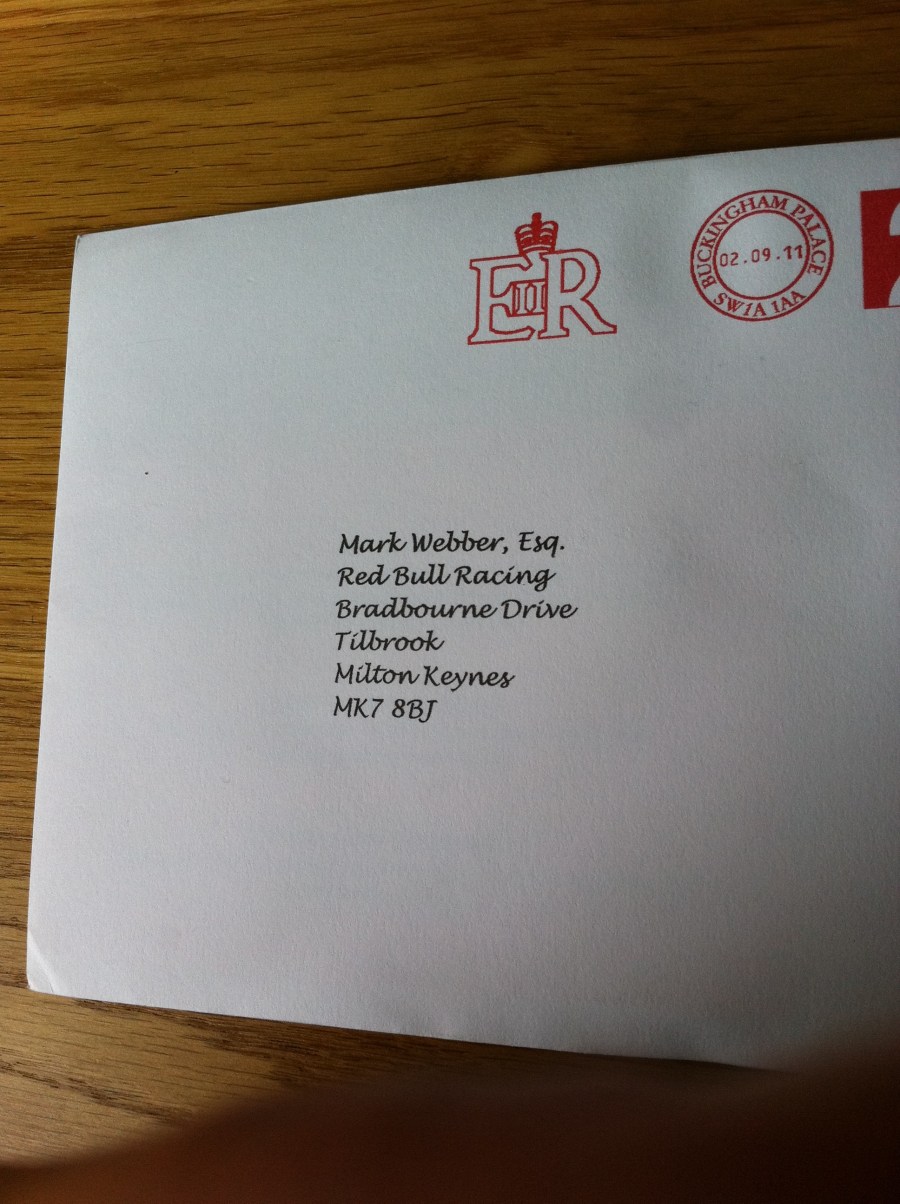 EIIR
BUCKINGHAM PALACE
02.09.11
SW1A 1AA
Mark Webber, Esq.
Red Bull Racing
Bradbourne Drive
Tilbrook
Milton Keynes
MK7 8BJ